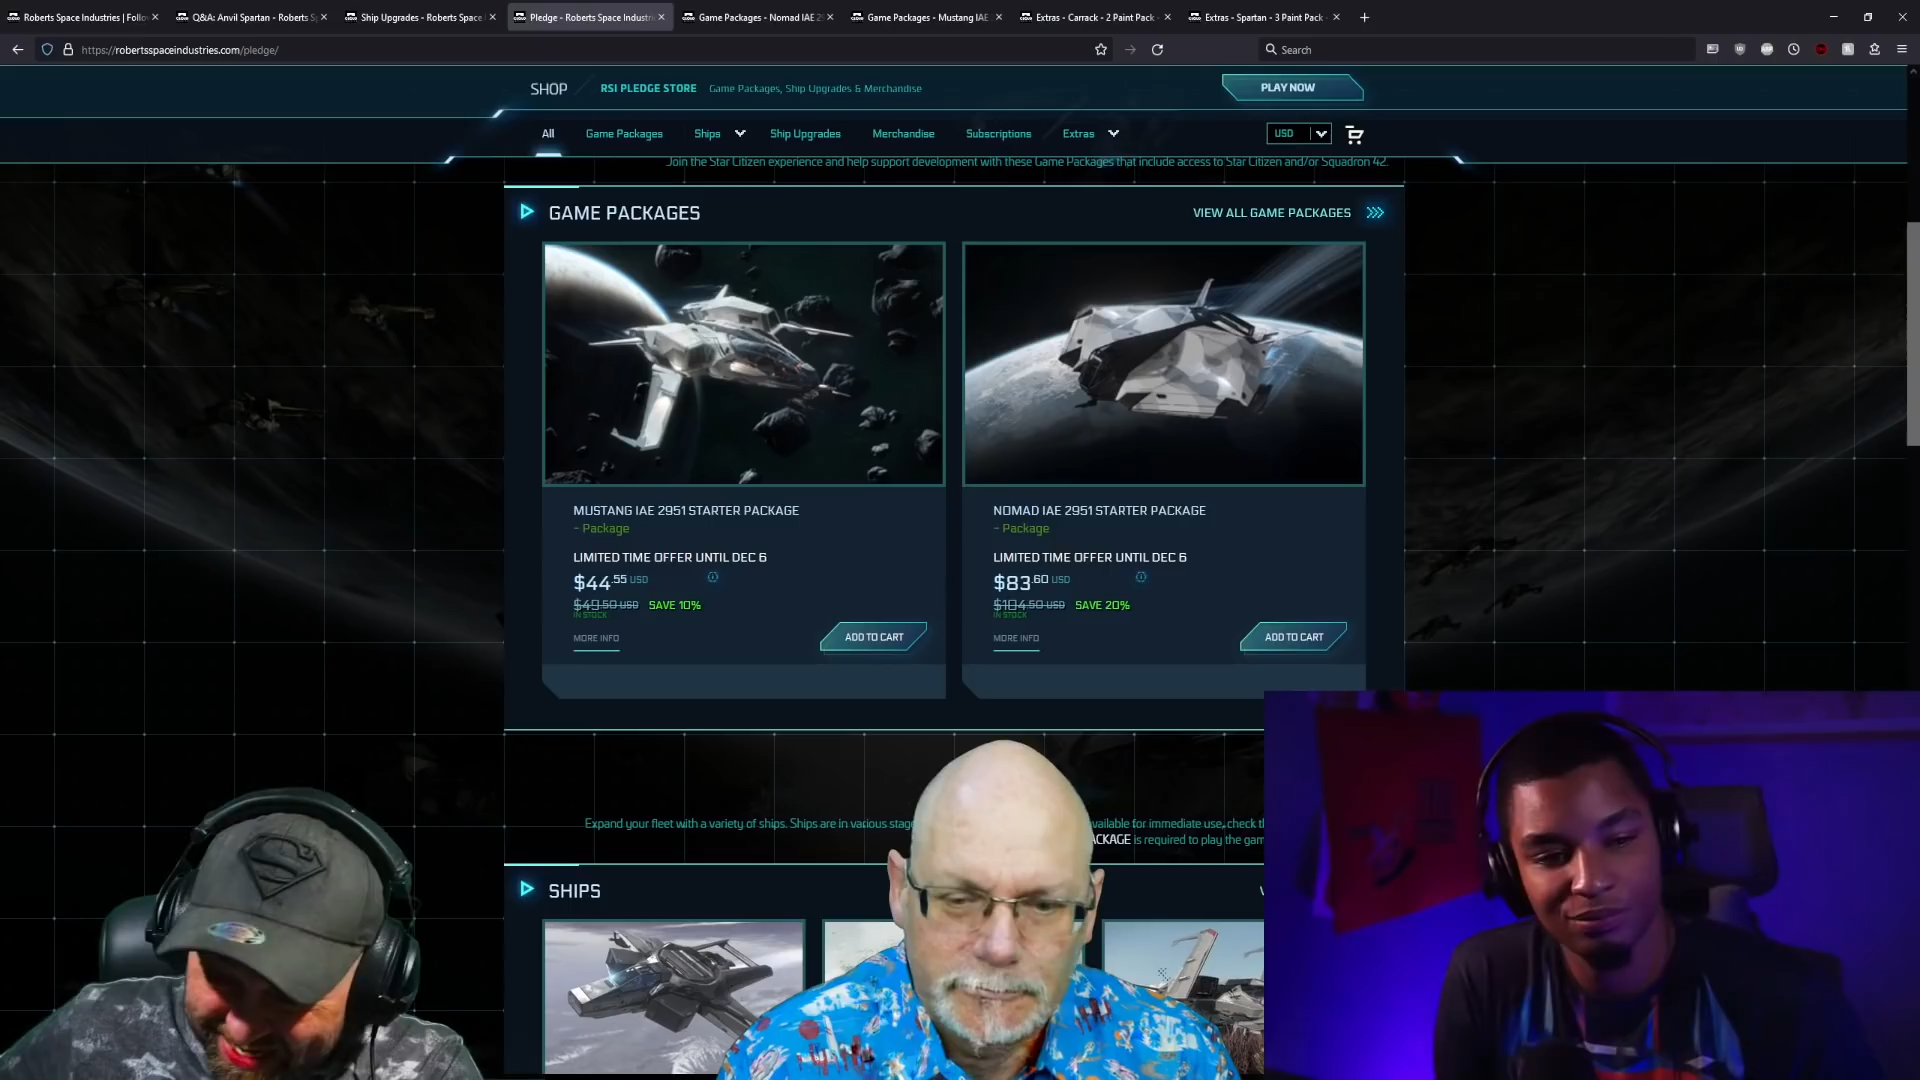 Roberts Space Industries | Follo
Q&A: Anvil Spartan - Roberts S
Ship Upgrades - Roberts Space
Pledge - Roberts Space Industri
Game Packages - Nomad IAE 2
Game Packages - Mustang IAE
Extras - Carrack - 2 Paint Pack -
Extras - Spartan - 3 Paint Pack -
https://robertsspaceindustries.com/pledge/
Search
SHOP
RSI PLEDGE STORE
Game Packages, Ship Upgrades & Merchandise
PLAY NOW
All
Game Packages
Ships
Ship Upgrades
Merchandise
Subscriptions
Extras
USD
Join the Star Citizen experience and help support development with these Game Packages that include access to Star Citizen and/or Squadron 42.
GAME PACKAGES
VIEW ALL GAME PACKAGES
MUSTANG IAE 2951 STARTER PACKAGE
- Package
LIMITED TIME OFFER UNTIL DEC 6
$44.55 USD
$49.50 USD SAVE 10%
IN STOCK
MORE INFO
ADD TO CART
NOMAD IAE 2951 STARTER PACKAGE
- Package
LIMITED TIME OFFER UNTIL DEC 6
$83.60 USD
$104.50 USD SAVE 20%
IN STOCK
MORE INFO
ADD TO CART
Expand your fleet with a variety of ships. Ships are in various stag
vailable for immediate use, check th
ACKAGE is required to play the gam
SHIPS